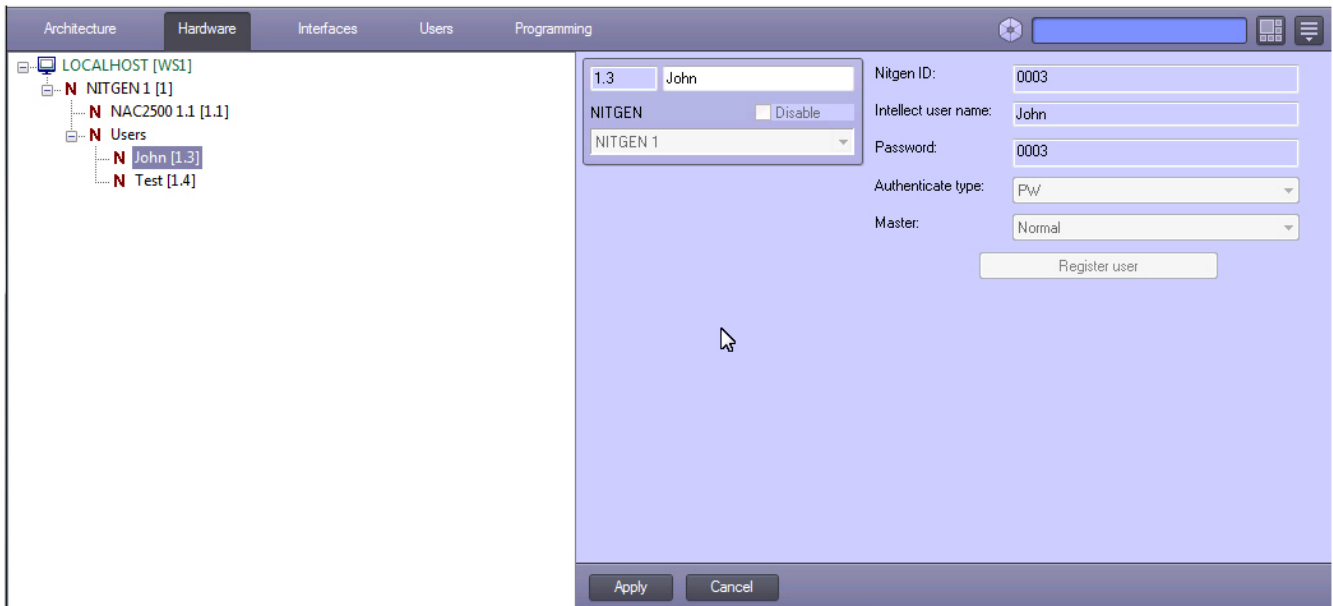 Architecture Hardware Interfaces Users Programming
LOCALHOST [WS1]
N NITGEN 1 [1]
N NAC2500 1.1 [1.1]
N Users
N John [1.3]
N Test [1.4]
1.3 John
NITGEN Disable
NITGEN 1
Nitgen ID: 0003
Intellect user name: John
Password: 0003
Authenticate type: PW
Master: Normal
Register user
Apply Cancel